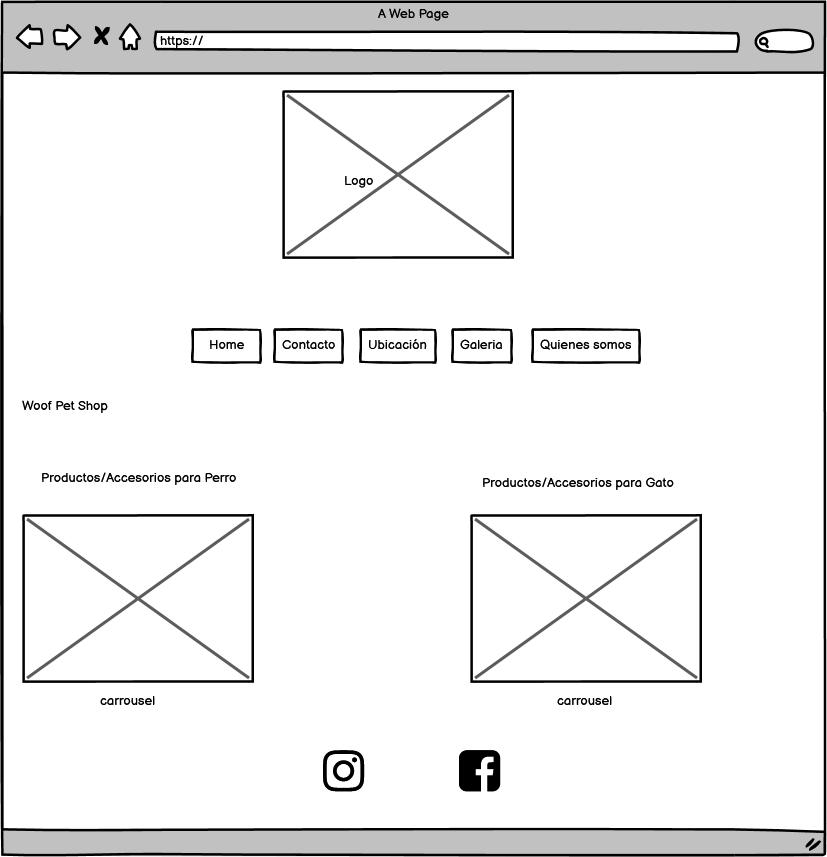 A Web Page
https://
Logo
Home Contacto Ubicación Galeria Quienes somos
Woof Pet Shop
Productos/Accesorios para Perro
Productos/Accesorios para Gato
carrousel carrousel